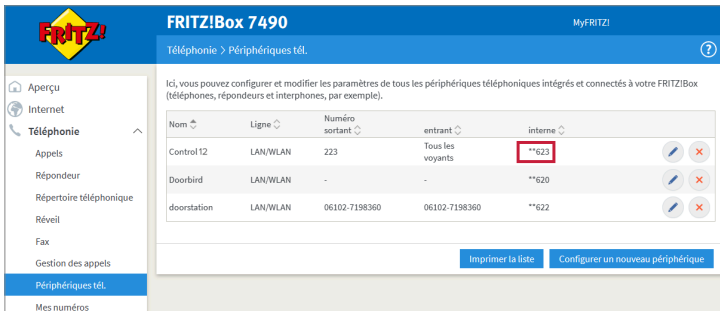 FRITZ!
FRITZ!Box 7490
MyFRITZ!
Téléphonie > Périphériques tél.
?
Aperçu
Internet
Téléphonie
Appels
Répondeur
Répertoire téléphonique
Réveil
Fax
Gestion des appels
Périphériques tél.
Mes numéros
Ici, vous pouvez configurer et modifier les paramètres de tous les périphériques téléphoniques intégrés et connectés à votre FRITZ!Box
(téléphones, répondeurs et interphones, par exemple).
Nom Ligne Numéro sortant entrant interne
Control12 LAN/WLAN 223 Tous les voyants **623
Doorbird LAN/WLAN - - **620
doorstation LAN/WLAN 06102-7198360 06102-7198360 **622
Imprimer la liste Configurer un nouveau périphérique